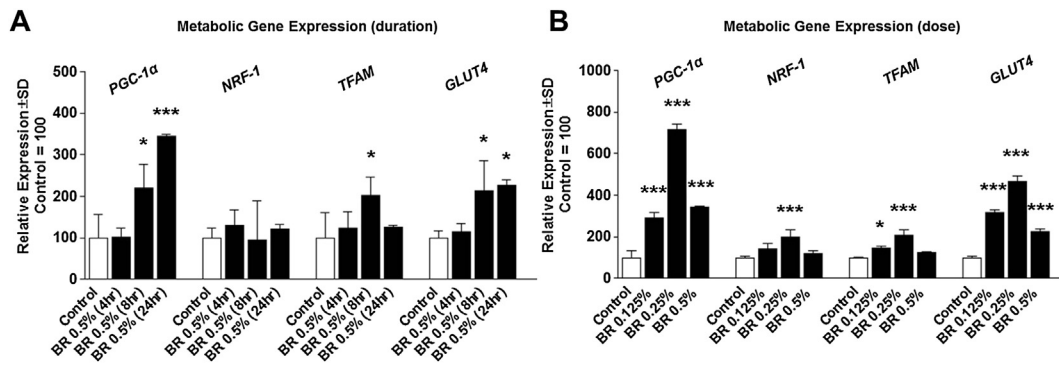 A
Metabolic Gene Expression (duration)
Relative Expression±SD
Control = 100
500
400
300
200
100
0
PGC-1α
NRF-1
TFAM
GLUT4
*
***
*
*
*
Control
BR 0.5% (4hr)
BR 0.5% (8hr)
BR 0.5% (24hr)
Control
BR 0.5% (4hr)
BR 0.5% (8hr)
BR 0.5% (24hr)
Control
BR 0.5% (4hr)
BR 0.5% (8hr)
BR 0.5% (24hr)
Control
BR 0.5% (4hr)
BR 0.5% (8hr)
BR 0.5% (24hr)
B
Metabolic Gene Expression (dose)
Relative Expression±SD
Control = 100
1000
800
600
400
200
0
PGC-1α
NRF-1
TFAM
GLUT4
***
***
***
***
*
***
***
***
***
Control
BR 0.125%
BR 0.25%
BR 0.5%
Control
BR 0.125%
BR 0.25%
BR 0.5%
Control
BR 0.125%
BR 0.25%
BR 0.5%
Control
BR 0.125%
BR 0.25%
BR 0.5%